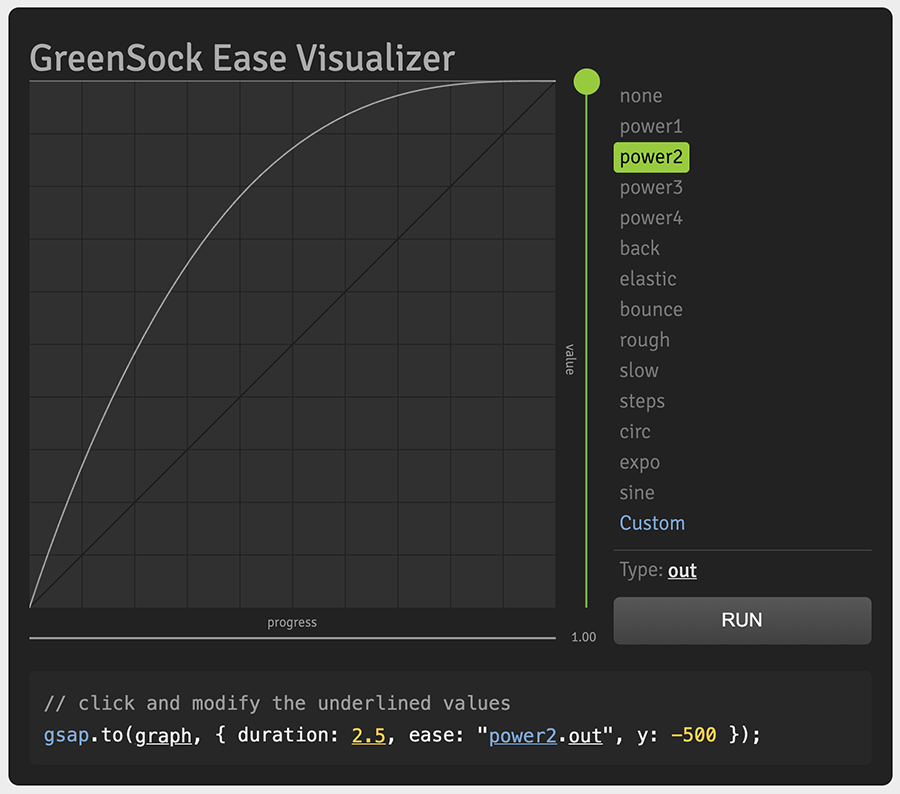 GreenSock Ease Visualizer
none
power1
power2
power3
power4
back
elastic
bounce
rough
slow
steps
circ
expo
sine
Custom
value
Type: out
progress
1.00
RUN
// click and modify the underlined values
gsap.to(graph, { duration: 2.5, ease: "power2.out", y: -500 });